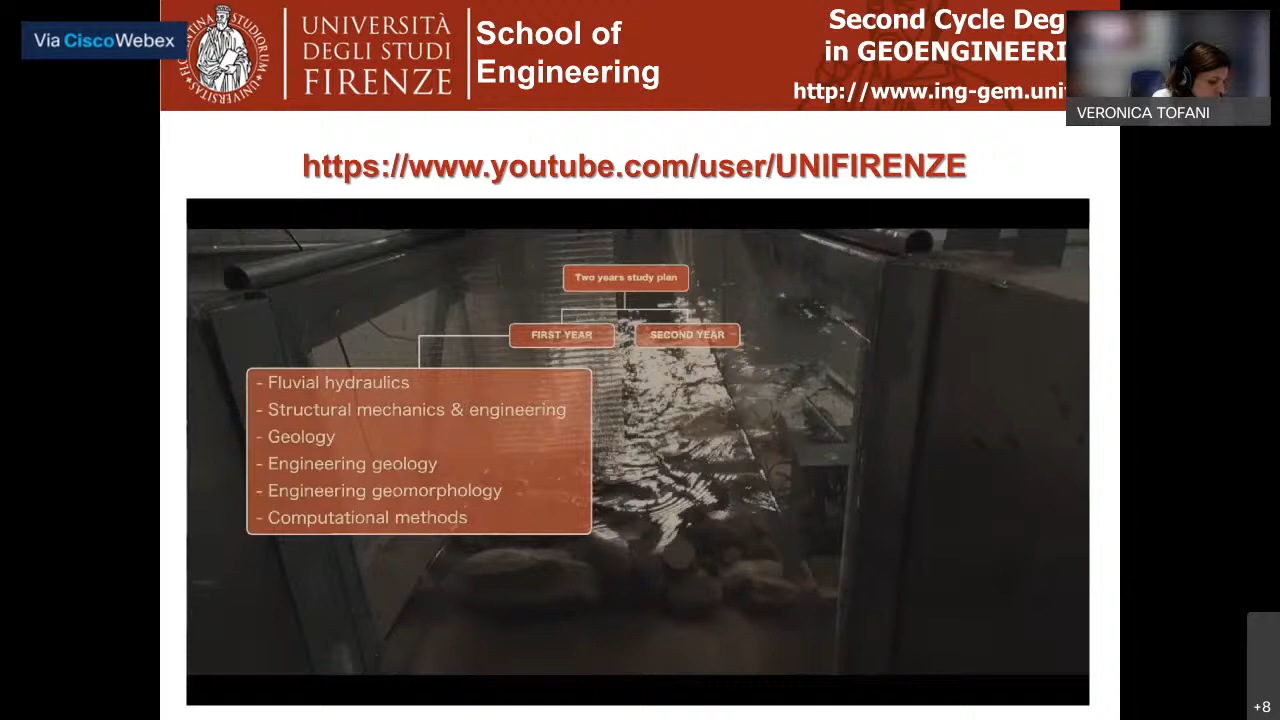 Via CiscoWebex
UNIVERSITÀ
DEGLI STUDI
FIRENZE
School of
Engineering
Second Cycle Deg
in GEOENGINEERI
http://www.ing-gem.uni
VERONICA TOFANI
https://www.youtube.com/user/UNIFIRENZE
Two years study plan
FIRST YEAR
SECOND YEAR
- Fluvial hydraulics
- Structural mechanics & engineering
- Geology
- Engineering geology
- Engineering geomorphology
- Computational methods
+8